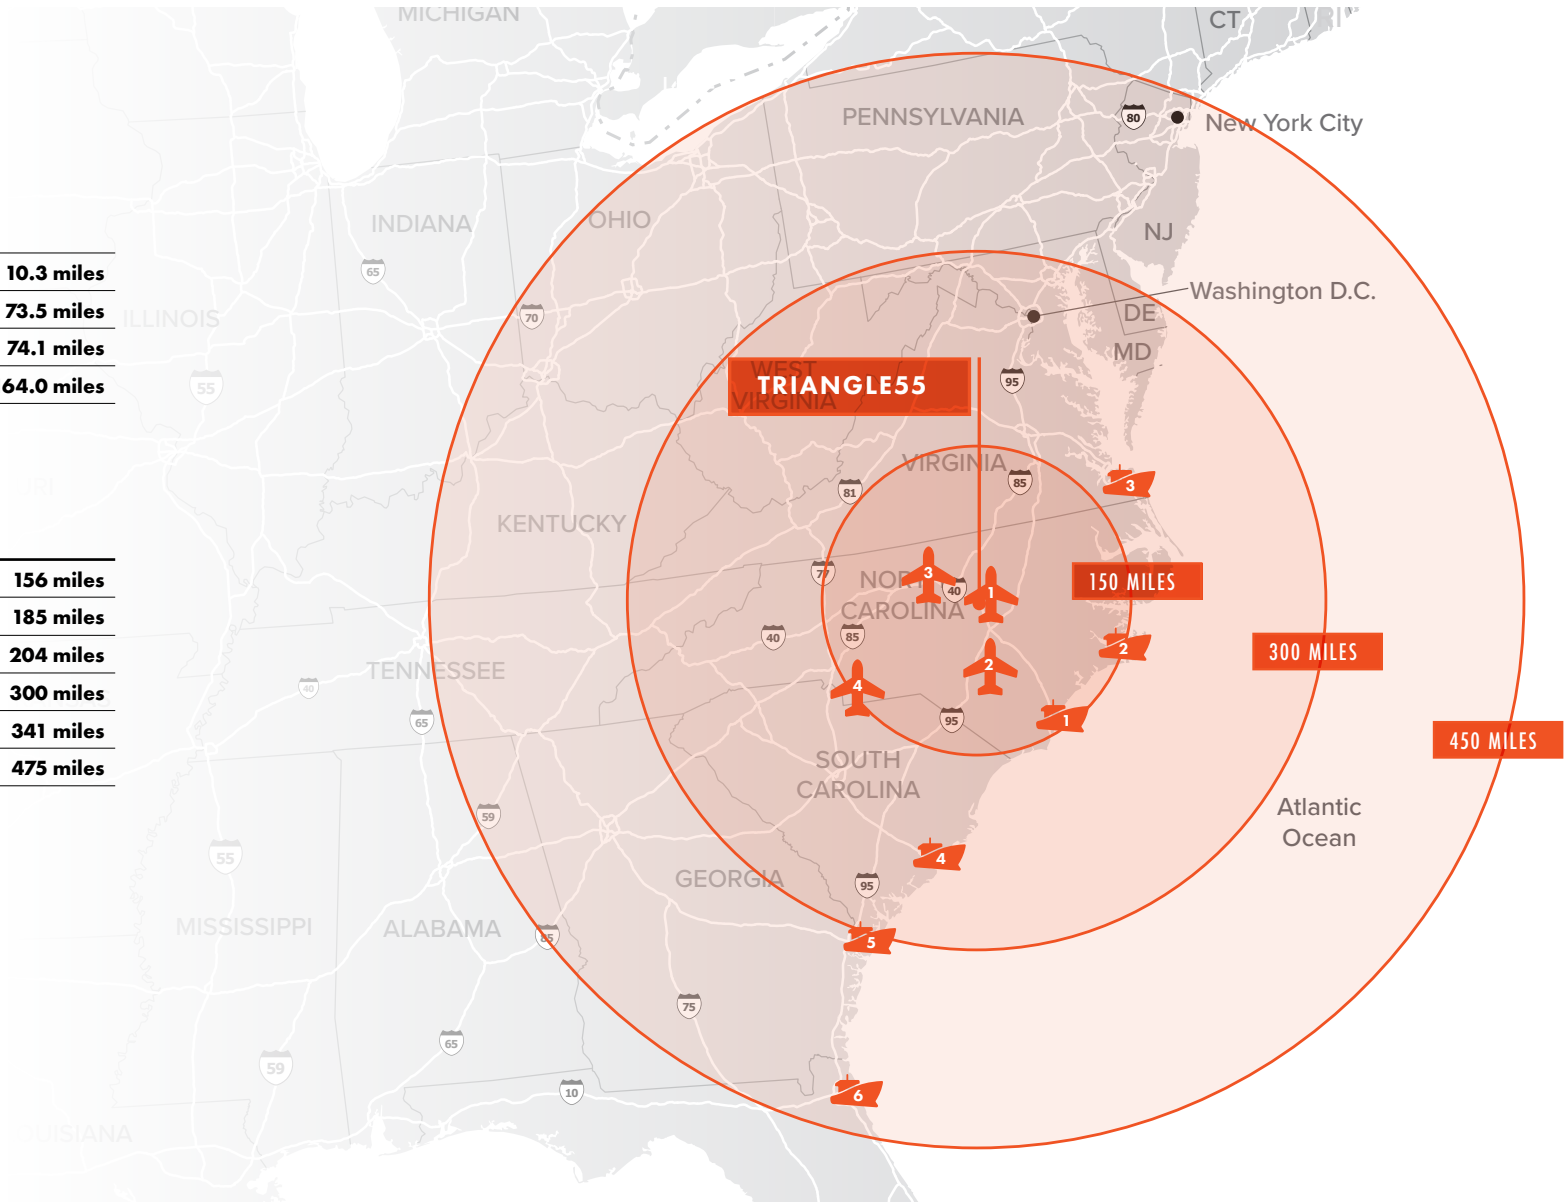 MICHIGAN
CT
PENNSYLVANIA
80
New York City
INDIANA
OHIO
NJ
65
10.3 miles
73.5 miles
74.1 miles
64.0 miles
ILLINOIS
70
Washington D.C.
DE
MD
55
WEST
VIRGINIA
TRIANGLE55
95
VIRGINIA
85
81
3
KENTUCKY
77
3
NORTH
CAROLINA
40
1
150 MILES
156 miles
185 miles
204 miles
300 miles
341 miles
475 miles
40
85
2
300 MILES
TENNESSEE
40
65
4
2
95
1
450 MILES
SOUTH
CAROLINA
59
55
4
Atlantic
Ocean
GEORGIA
95
MISSISSIPPI
ALABAMA
85
5
75
65
59
10
6